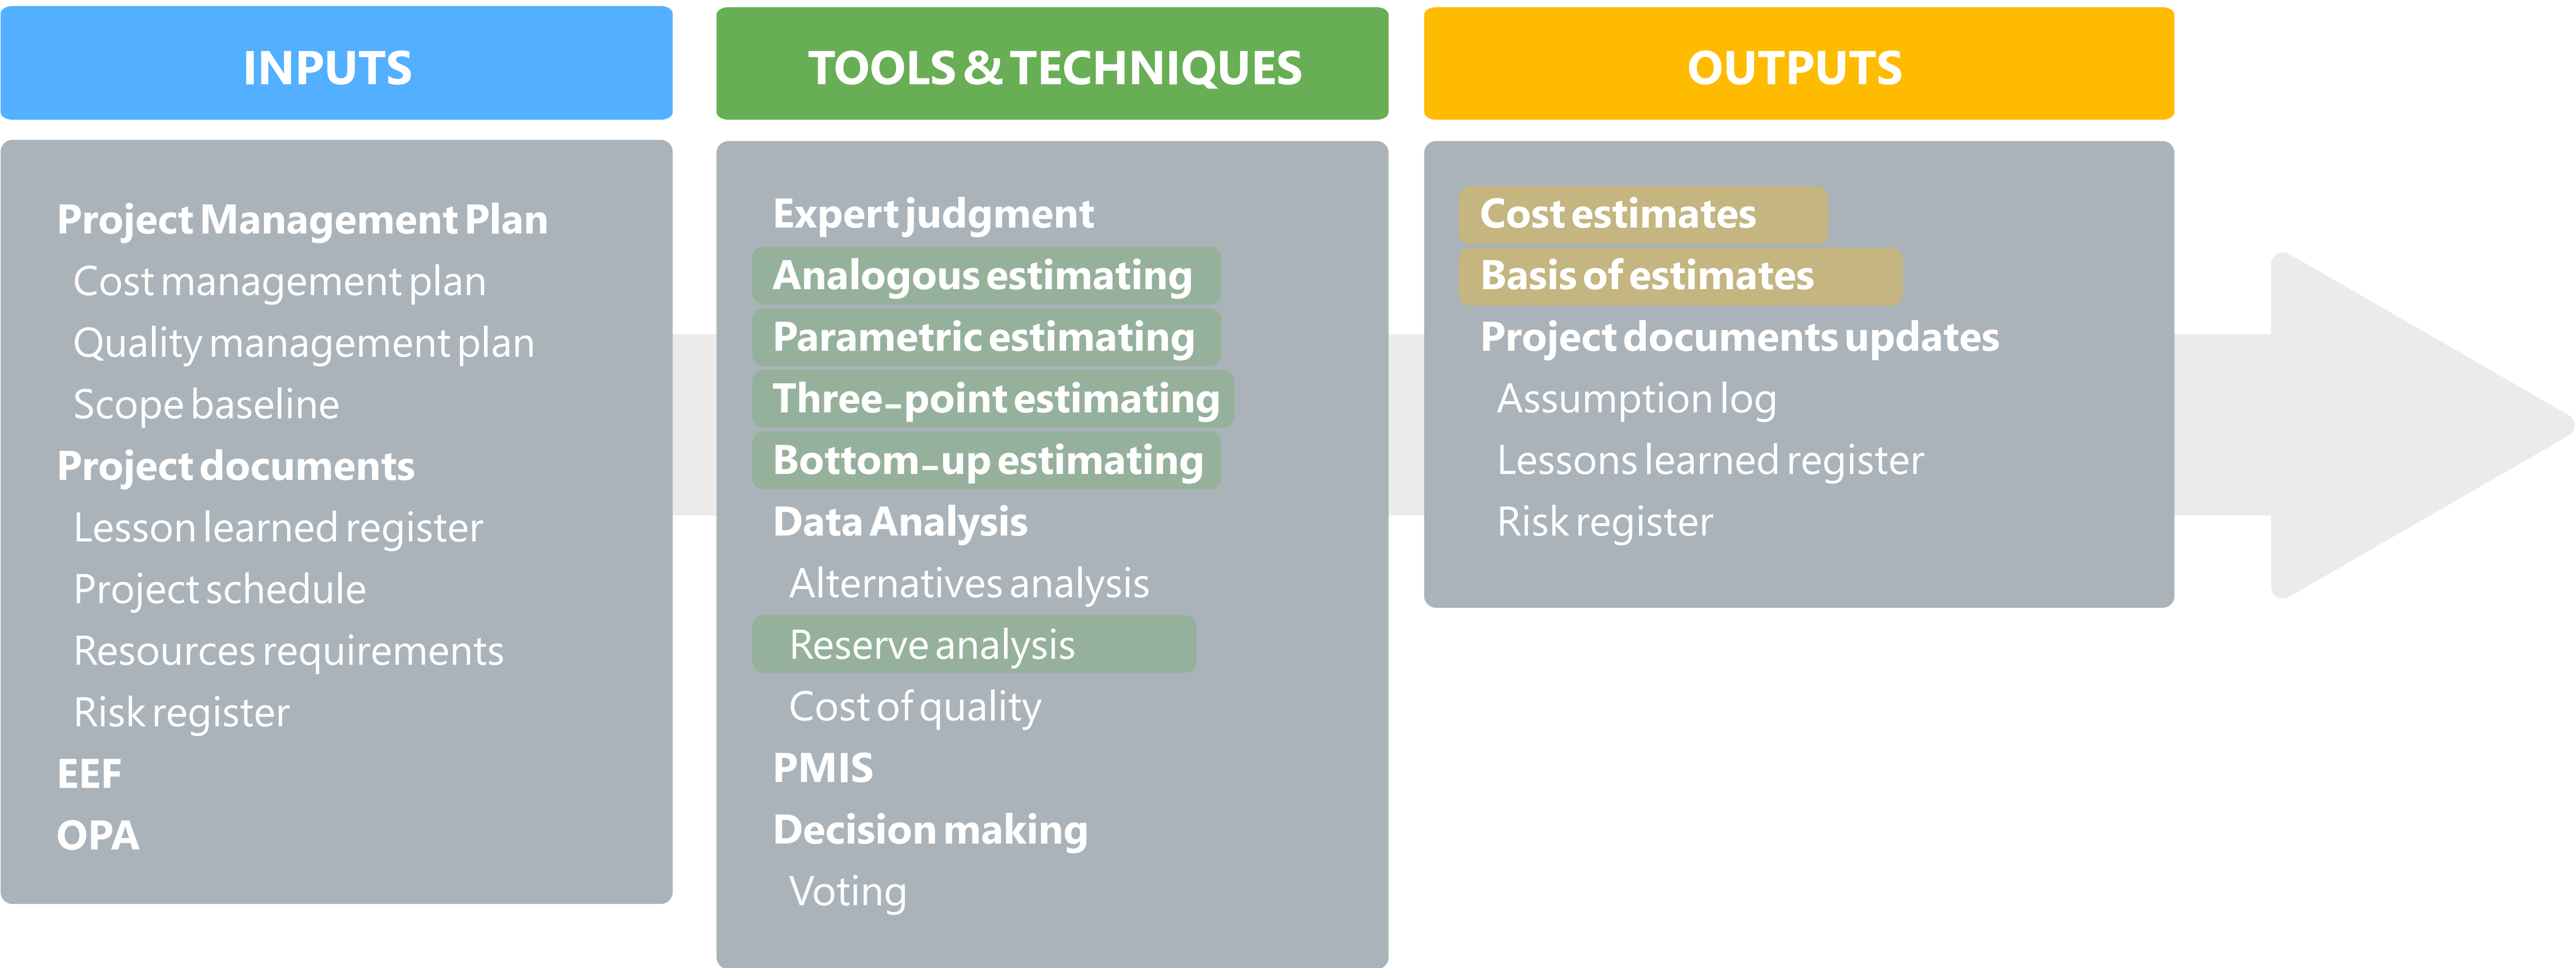 INPUTS
Project Management Plan
Cost management plan
Quality management plan
Scope baseline
Project documents
Lesson learned register
Project schedule
Resources requirements
Risk register
EEF
OPA
TOOLS & TECHNIQUES
Expert judgment
Analogous estimating
Parametric estimating
Three-point estimating
Bottom-up estimating
Data Analysis
Alternatives analysis
Reserve analysis
Cost of quality
PMIS
Decision making
Voting
OUTPUTS
Cost estimates
Basis of estimates
Project documents updates
Assumption log
Lessons learned register
Risk register